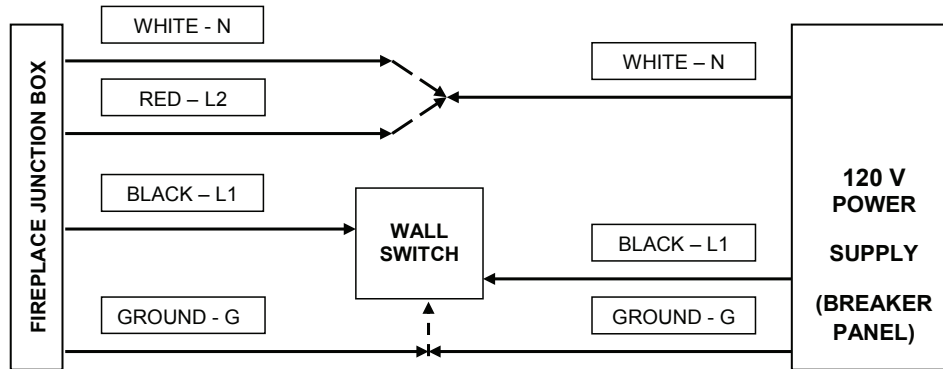 FIREPLACE JUNCTION BOX
WHITE - N
RED – L2
BLACK – L1
GROUND - G
WALL
SWITCH
WHITE – N
BLACK – L1
GROUND - G
120 V
POWER
SUPPLY
(BREAKER
PANEL)